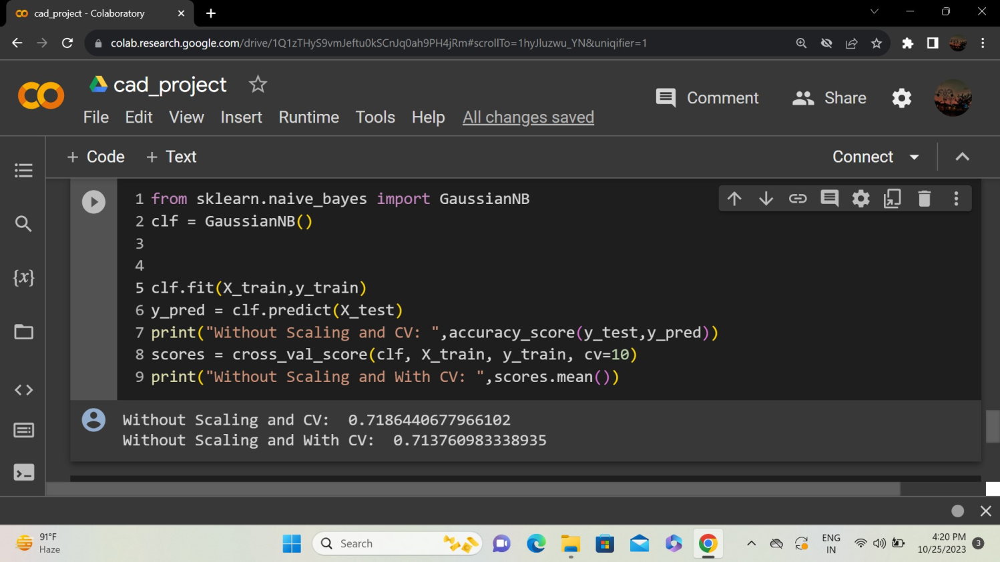 cad_project - Colaboratory
colab.research.google.com/drive/1Q1zTHyS9vmJeftu0kSCnJq0ah9PH4jRm#scrollTo=1hyJluzwu_YN&uniqifier=1
cad_project
Comment
Share
File Edit View Insert Runtime Tools Help All changes saved
+ Code + Text
Connect
1 from sklearn.naive_bayes import GaussianNB
2 clf = GaussianNB()
3
4
5 clf.fit(X_train,y_train)
6 y_pred = clf.predict(X_test)
7 print("Without Scaling and CV: ",accuracy_score(y_test,y_pred))
8 scores = cross_val_score(clf, X_train, y_train, cv=10)
9 print("Without Scaling and With CV: ",scores.mean())
{x}
Without Scaling and CV:  0.7186440677966102
Without Scaling and With CV:  0.713760983338935
91°F
Haze
Search
ENG
IN
4:20 PM
10/25/2023
3